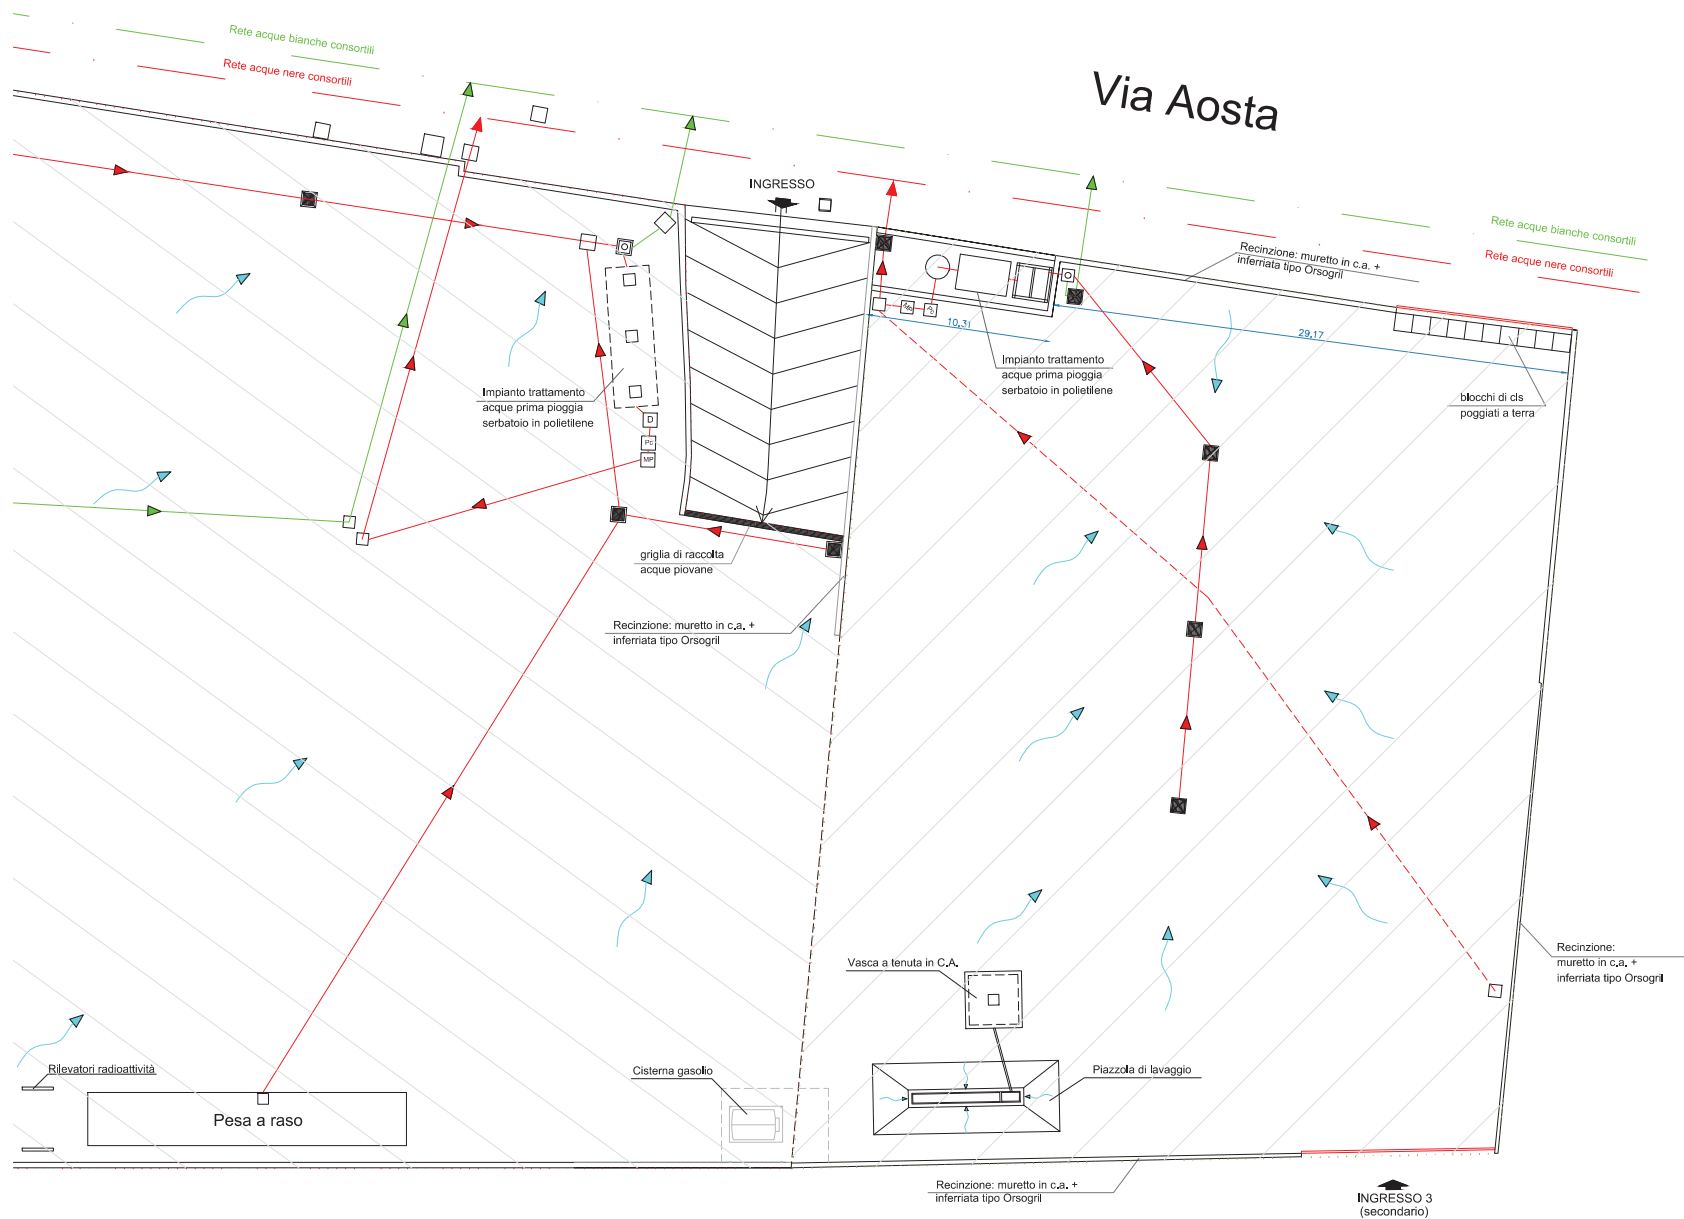 Rete acque bianche consortili
Rete acque nere consortili
Via Aosta
INGRESSO
Rete acque bianche consortili
Rete acque nere consortili
Recinzione: muretto in c.a. +
inferriata tipo Orsogril
10,31
29,17
Impianto trattamento
acque prima pioggia
serbatoio in polietilene
Impianto trattamento
acque prima pioggia
serbatoio in polietilene
blocchi di cls
poggiati a terra
D
Pc
MP
griglia di raccolta
acque piovane
Recinzione: muretto in c.a. +
inferriata tipo Orsogril
Recinzione:
muretto in c.a. +
inferriata tipo Orsogril
Vasca a tenuta in C.A.
Rilevatori radioattività
Cisterna gasolio
Piazzola di lavaggio
Pesa a raso
Recinzione: muretto in c.a. +
inferriata tipo Orsogril
INGRESSO 3
(secondario)